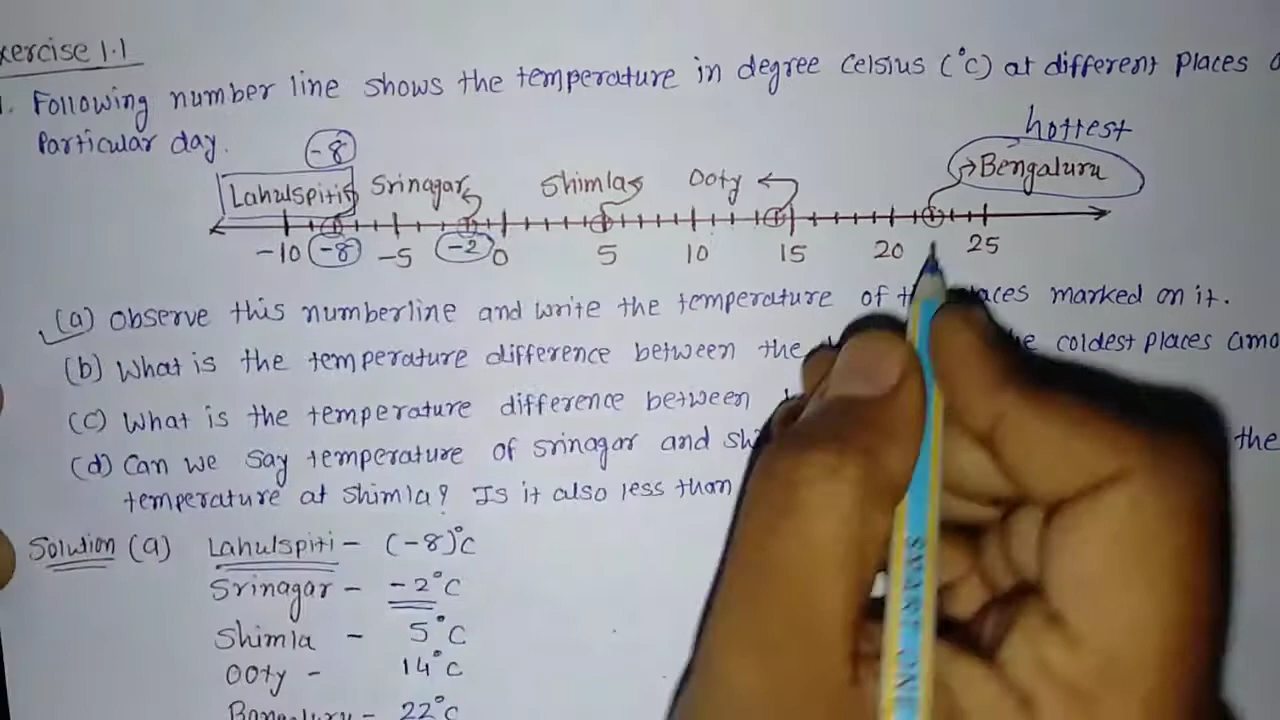 xercise 1.1
1. Following number line shows the temperature in degree celsius (°c) at different places
Particular day.
hottest
(-8)
Lahulspiti Srinagar Shimla Ooty → Bengaluru
-10 -8 -5 -2 0 5 10 15 20 25
(a) Observe this numberline and write the temperature of places marked on it.
(b) What is the temperature difference between the coldest places
(c) What is the temperature difference between
(d) Can we say temperature of srinagar and the
temperature at shimla? Is it also less than
Solution (a) Lahulspiti - (-8)°c
Srinagar - -2°c
Shimla - 5°c
Ooty - 14°c
Bangaluru - 22°c